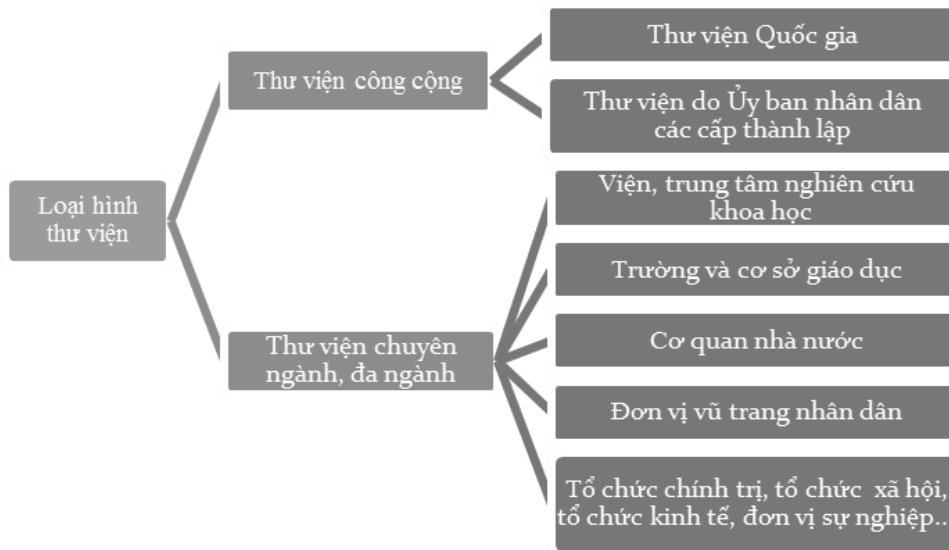 Loại hình
thư viện
Thư viện công cộng
Thư viện Quốc gia
Thư viện do Ủy ban nhân dân
các cấp thành lập
Thư viện chuyên
ngành, đa ngành
Viện, trung tâm nghiên cứu
khoa học
Trường và cơ sở giáo dục
Cơ quan nhà nước
Đơn vị vũ trang nhân dân
Tổ chức chính trị, tổ chức xã hội,
tổ chức kinh tế, đơn vị sự nghiệp..